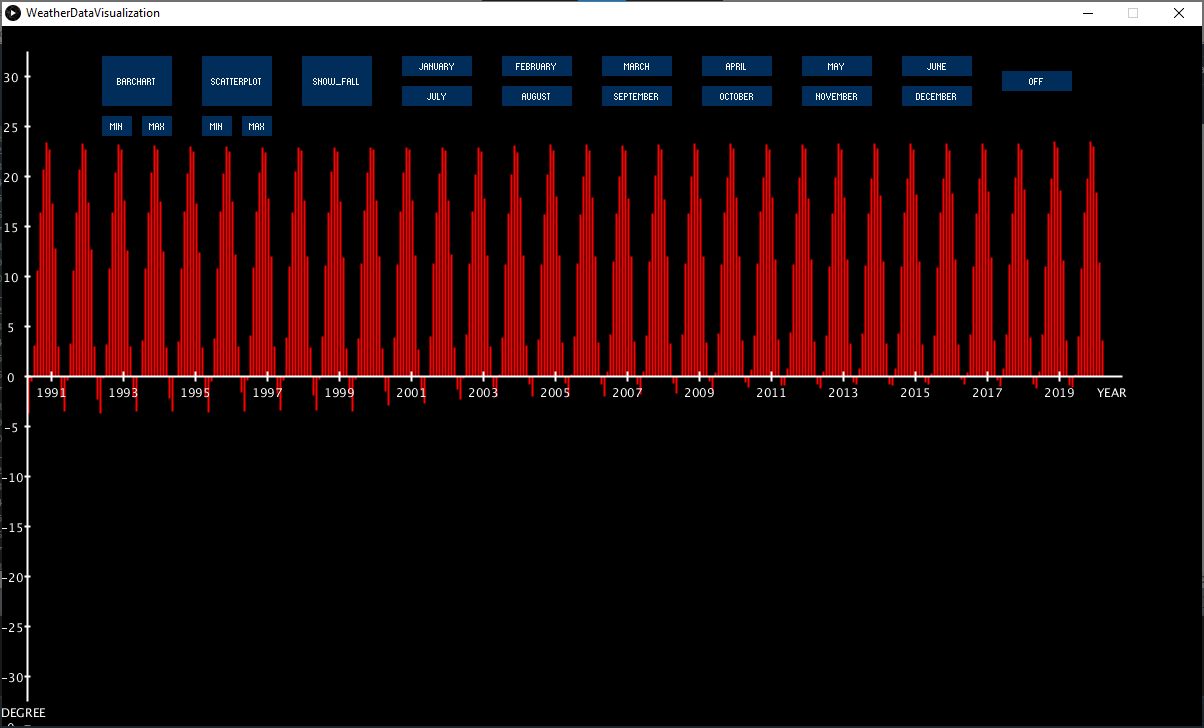 WeatherDataVisualization
JANUARY FEBRUARY MARCH APRIL MAY JUNE
BARCHART SCATTERPLOT SNOW_FALL OFF
JULY AUGUST SEPTEMBER OCTOBER NOVEMBER DECEMBER
MIN MAX MIN MAX
30
25
20
15
10
5
0
1991 1993 1995 1997 1999 2001 2003 2005 2007 2009 2011 2013 2015 2017 2019 YEAR
-5
-10
-15
-20
-25
-30
DEGREE